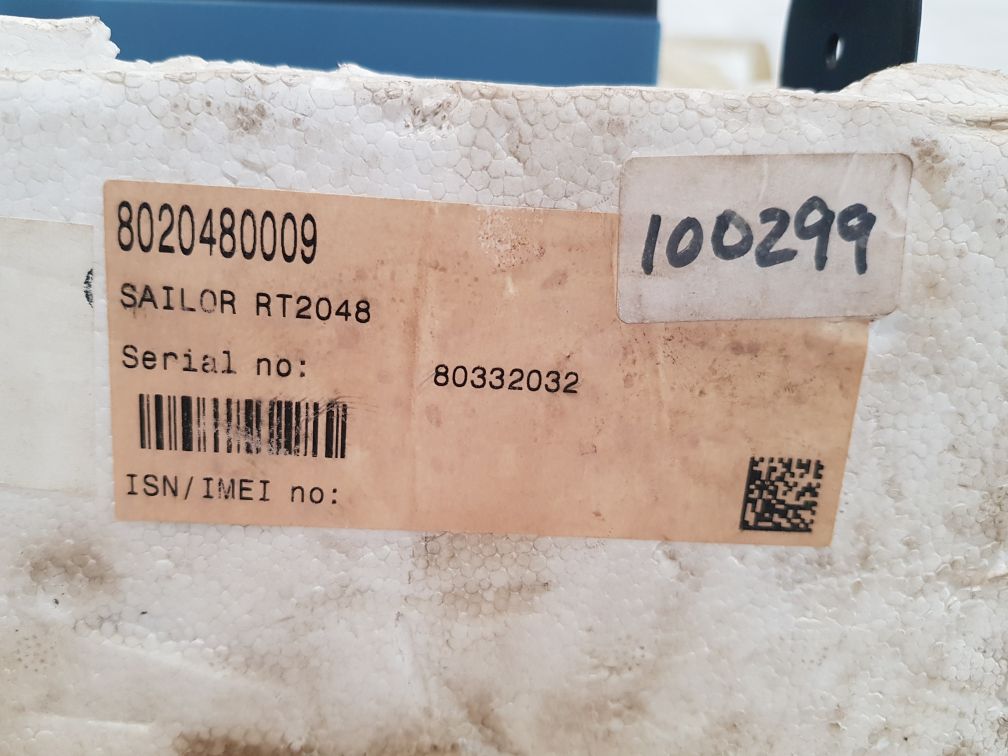 8020480009
100299
SAILOR RT2048
Serial no: 80332032
ISN/IMEI no: